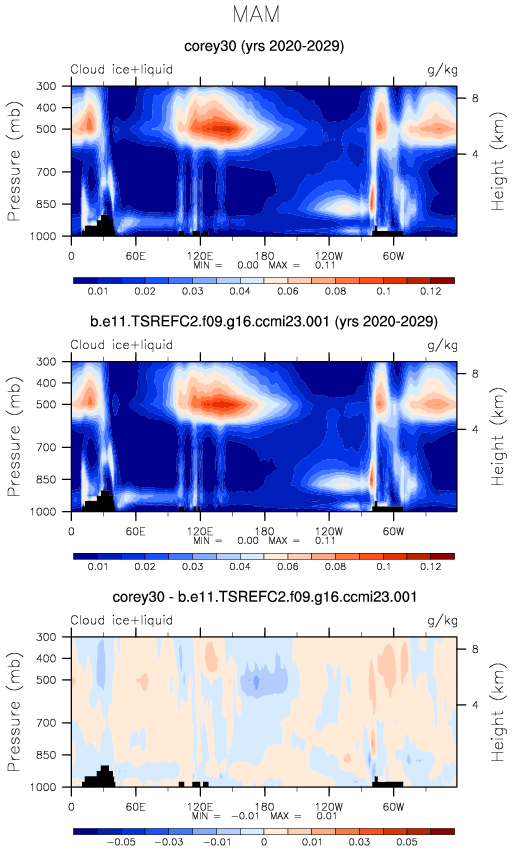 MAM
corey30 (yrs 2020-2029)
Cloud ice+liquid g/kg
300
500
700
850
1000
Pressure (mb)
8
4
Height (km)
0 60E 120E 180 120W 60W
MIN = 0.00 MAX = 0.11
0.01 0.02 0.04 0.06 0.08 0.1 0.12
b.e11.TSREFC2.f09.g16.ccmi23.001 (yrs 2020-2029)
Cloud ice+liquid g/kg
300
500
700
850
1000
Pressure (mb)
8
4
Height (km)
0 60E 120E 180 120W 60W
MIN = 0.00 MAX = 0.11
0.01 0.02 0.04 0.06 0.08 0.1 0.12
corey30 - b.e11.TSREFC2.f09.g16.ccmi23.001
Cloud ice+liquid g/kg
300
500
700
850
1000
Pressure (mb)
8
4
Height (km)
0 60E 120E 180 120W 60W
MIN = -0.01 MAX = 0.01
-0.05 -0.03 -0.01 0 0.01 0.03 0.05